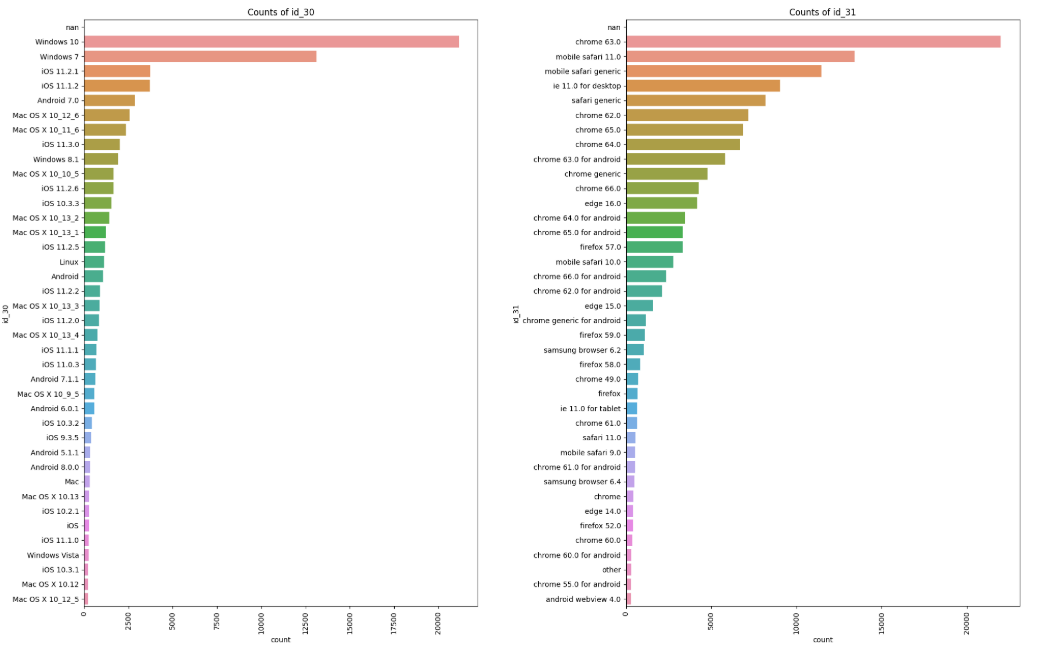 Counts of id_30
nan
Windows 10
Windows 7
iOS 11.2.1
iOS 11.1.2
Android 7.0
Mac OS X 10_12_6
Mac OS X 10_11_6
iOS 11.3.0
Windows 8.1
Mac OS X 10_10_5
iOS 11.2.6
iOS 10.3.3
Mac OS X 10_13_2
Mac OS X 10_13_1
iOS 11.2.5
Linux
Android
iOS 11.2.2
Mac OS X 10_13_3
iOS 11.2.0
Mac OS X 10_13_4
iOS 11.1.1
iOS 11.0.3
Android 7.1.1
Mac OS X 10_9_5
Android 6.0.1
iOS 10.3.2
iOS 9.3.5
Android 5.1.1
Android 8.0.0
Mac
Mac OS X 10.13
iOS 10.2.1
iOS
iOS 11.1.0
Windows Vista
iOS 10.3.1
Mac OS X 10.12
Mac OS X 10_12_5
id_30
0
2500
5000
7500
10000
12500
15000
17500
20000
count
Counts of id_31
nan
chrome 63.0
mobile safari 11.0
mobile safari generic
ie 11.0 for desktop
safari generic
chrome 62.0
chrome 65.0
chrome 64.0
chrome 63.0 for android
chrome generic
chrome 66.0
edge 16.0
chrome 64.0 for android
chrome 65.0 for android
firefox 57.0
mobile safari 10.0
chrome 66.0 for android
chrome 62.0 for android
edge 15.0
chrome generic for android
firefox 59.0
samsung browser 6.2
firefox 58.0
chrome 49.0
firefox
ie 11.0 for tablet
chrome 61.0
safari 11.0
mobile safari 9.0
chrome 61.0 for android
samsung browser 6.4
chrome
edge 14.0
firefox 52.0
chrome 60.0
chrome 60.0 for android
other
chrome 55.0 for android
android webview 4.0
id_31
0
5000
10000
15000
20000
count